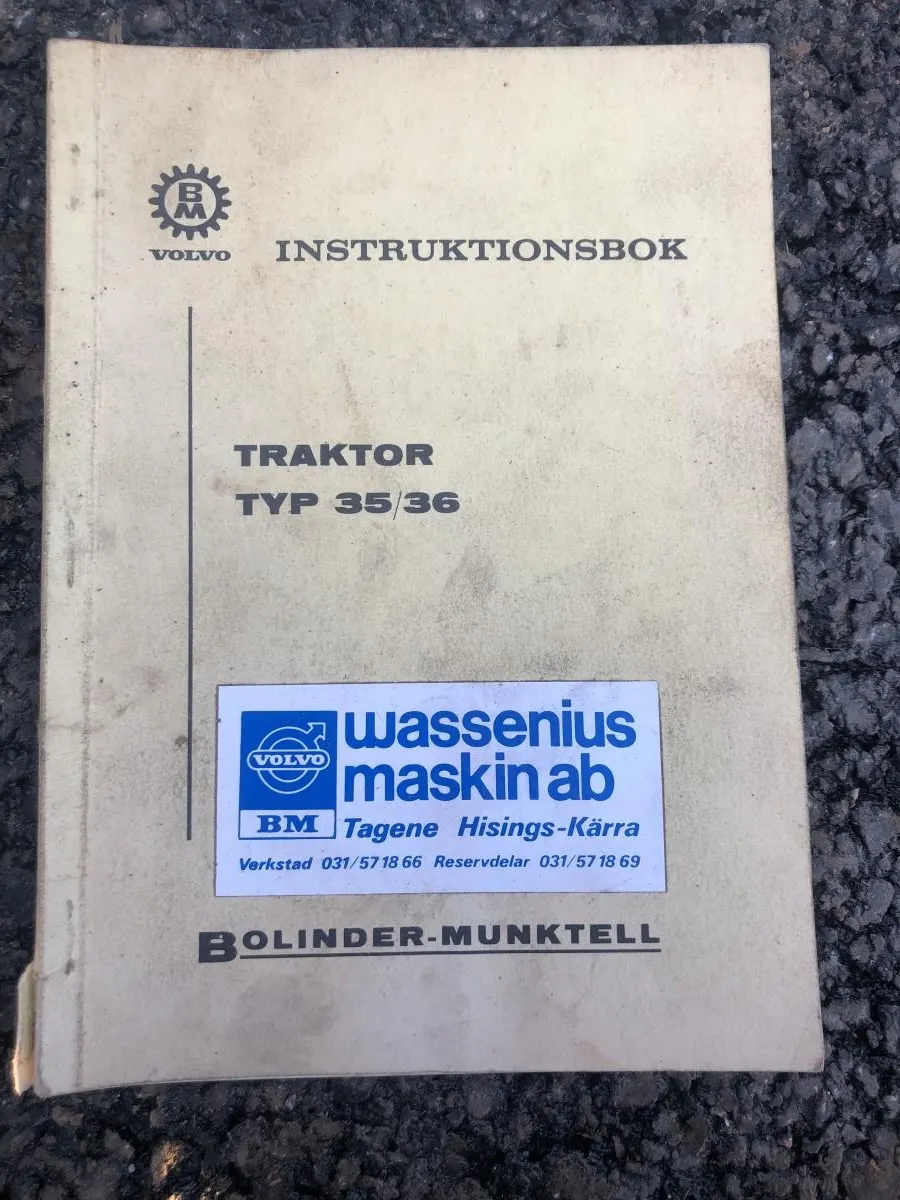 BM
VOLVO
INSTRUKTIONSBOK
TRAKTOR
TYP 35/36
wassenius
maskin ab
VOLVO
BM
Tagene Hisings-Kärra
Verkstad 031/57 18 66 Reservdelar 031/57 18 69
BOLINDER-MUNKTELL